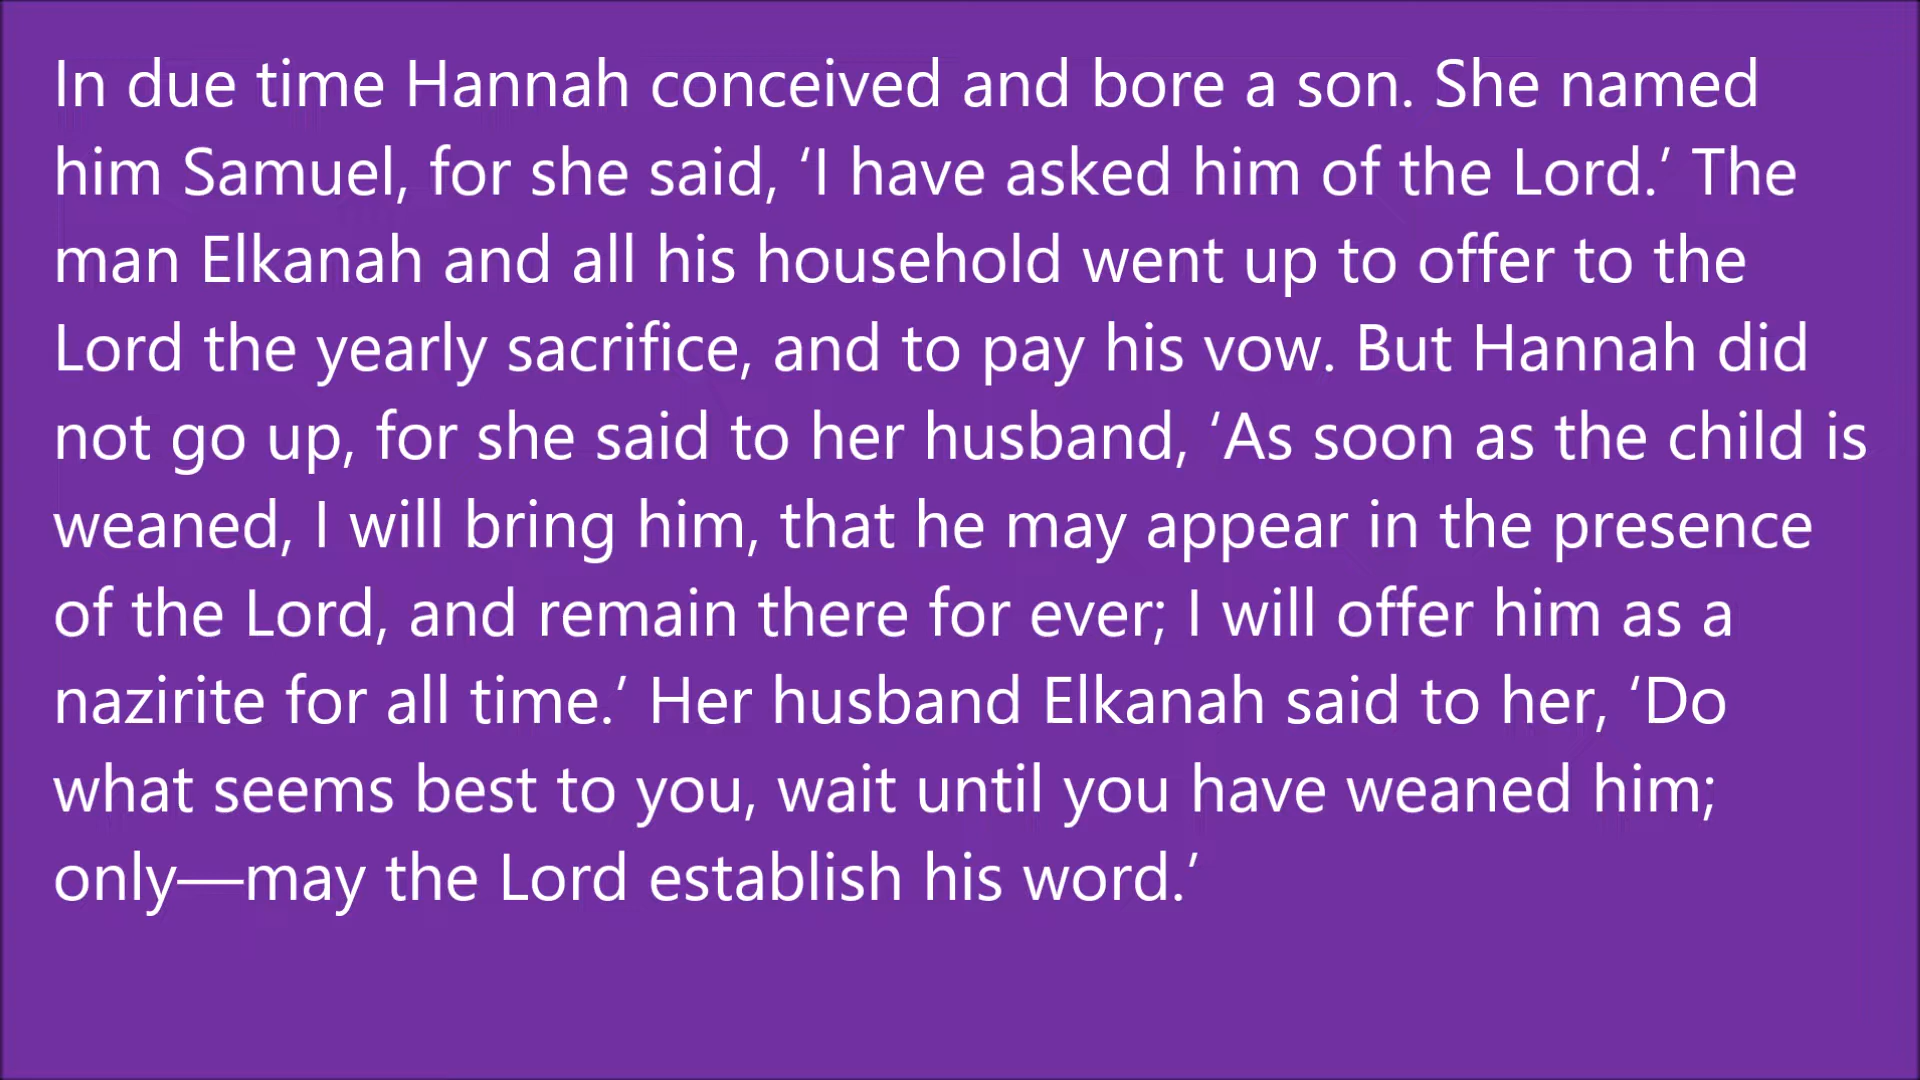 In due time Hannah conceived and bore a son. She named
him Samuel, for she said, ‘I have asked him of the Lord.’ The
man Elkanah and all his household went up to offer to the
Lord the yearly sacrifice, and to pay his vow. But Hannah did
not go up, for she said to her husband, ‘As soon as the child is
weaned, I will bring him, that he may appear in the presence
of the Lord, and remain there for ever; I will offer him as a
nazirite for all time.’ Her husband Elkanah said to her, ‘Do
what seems best to you, wait until you have weaned him;
only—may the Lord establish his word.’